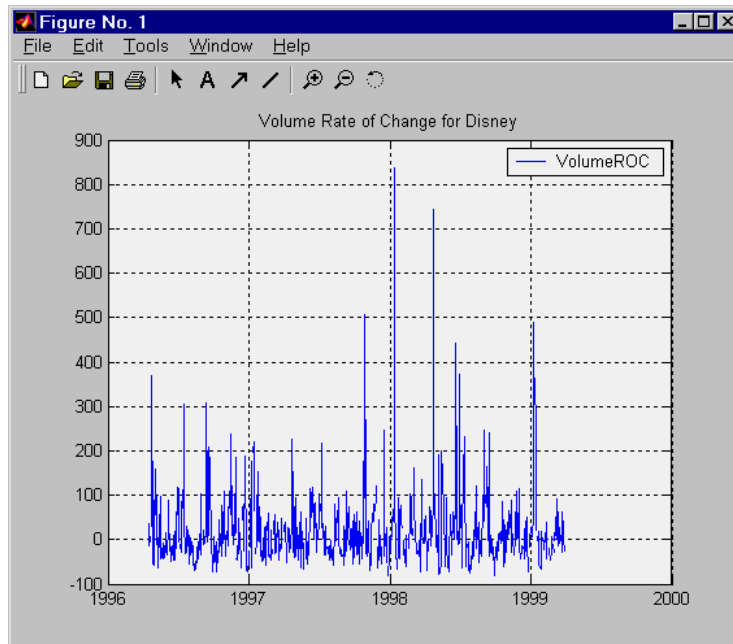 Figure No. 1
File Edit Tools Window Help
A
Volume Rate of Change for Disney
VolumeROC
900
800
700
600
500
400
300
200
100
0
-100
1996 1997 1998 1999 2000